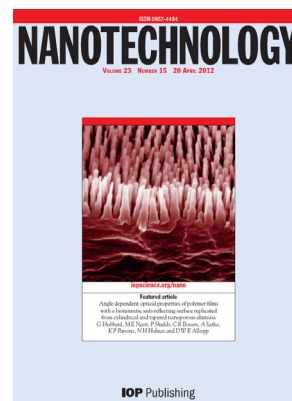 ISSN 0957-4484
NANOTECHNOLOGY
VOLUME 23 NUMBER 15 20 APRIL 2012
iopscience.org/nano
Featured article
Angle dependent optical properties of polymer films
with a biomimetic anti-reflecting surface replicated
from cylindrical and tapered nanoporous alumina
G Hubbard, M E Nasir, P Shields, C R Bowen, A Satka,
K P Parsons, N H Holmes and D W E Allsopp
IOP Publishing